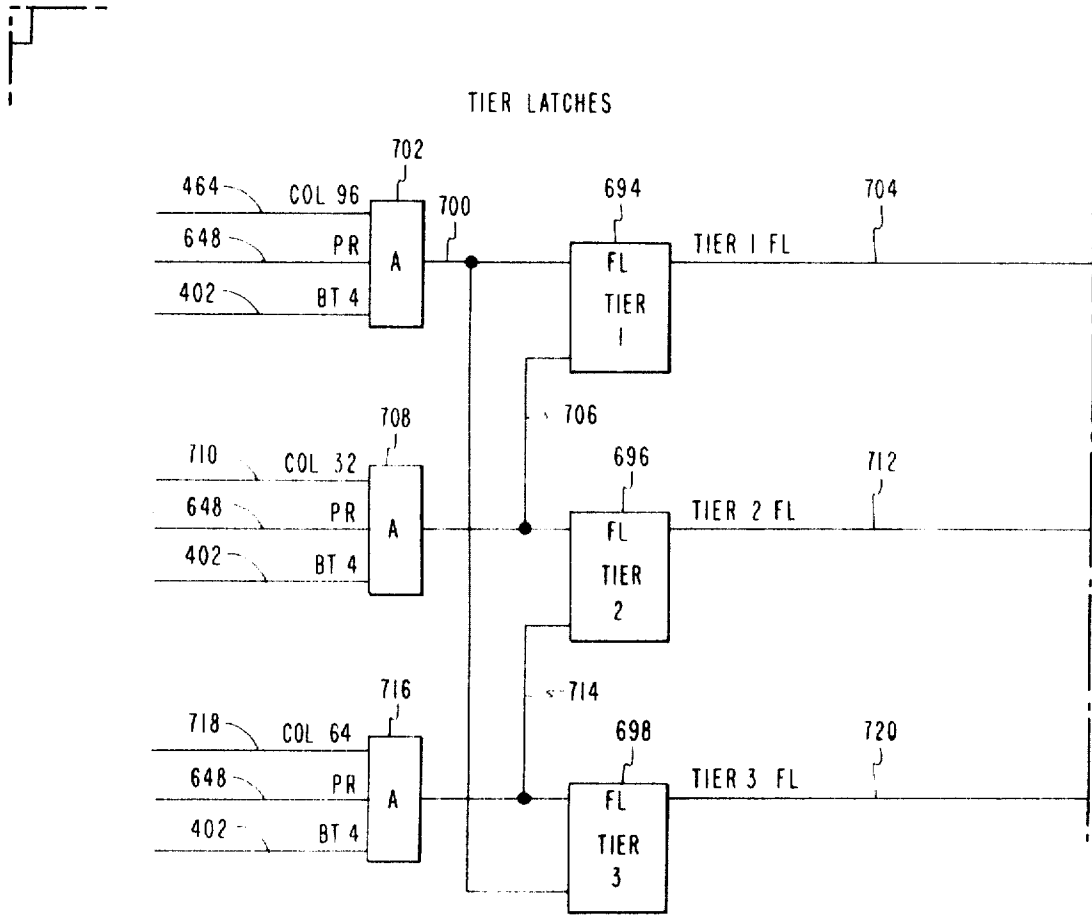 TIER LATCHES
702
464 COL 96
700
694
704
648 PR
A
FL
TIER 1 FL
TIER
1
402 BT 4
706
708
710 COL 32
696
712
648 PR
A
FL
TIER 2 FL
TIER
2
402 BT 4
714
716
718 COL 64
698
720
648 PR
A
FL
TIER 3 FL
TIER
3
402 BT 4